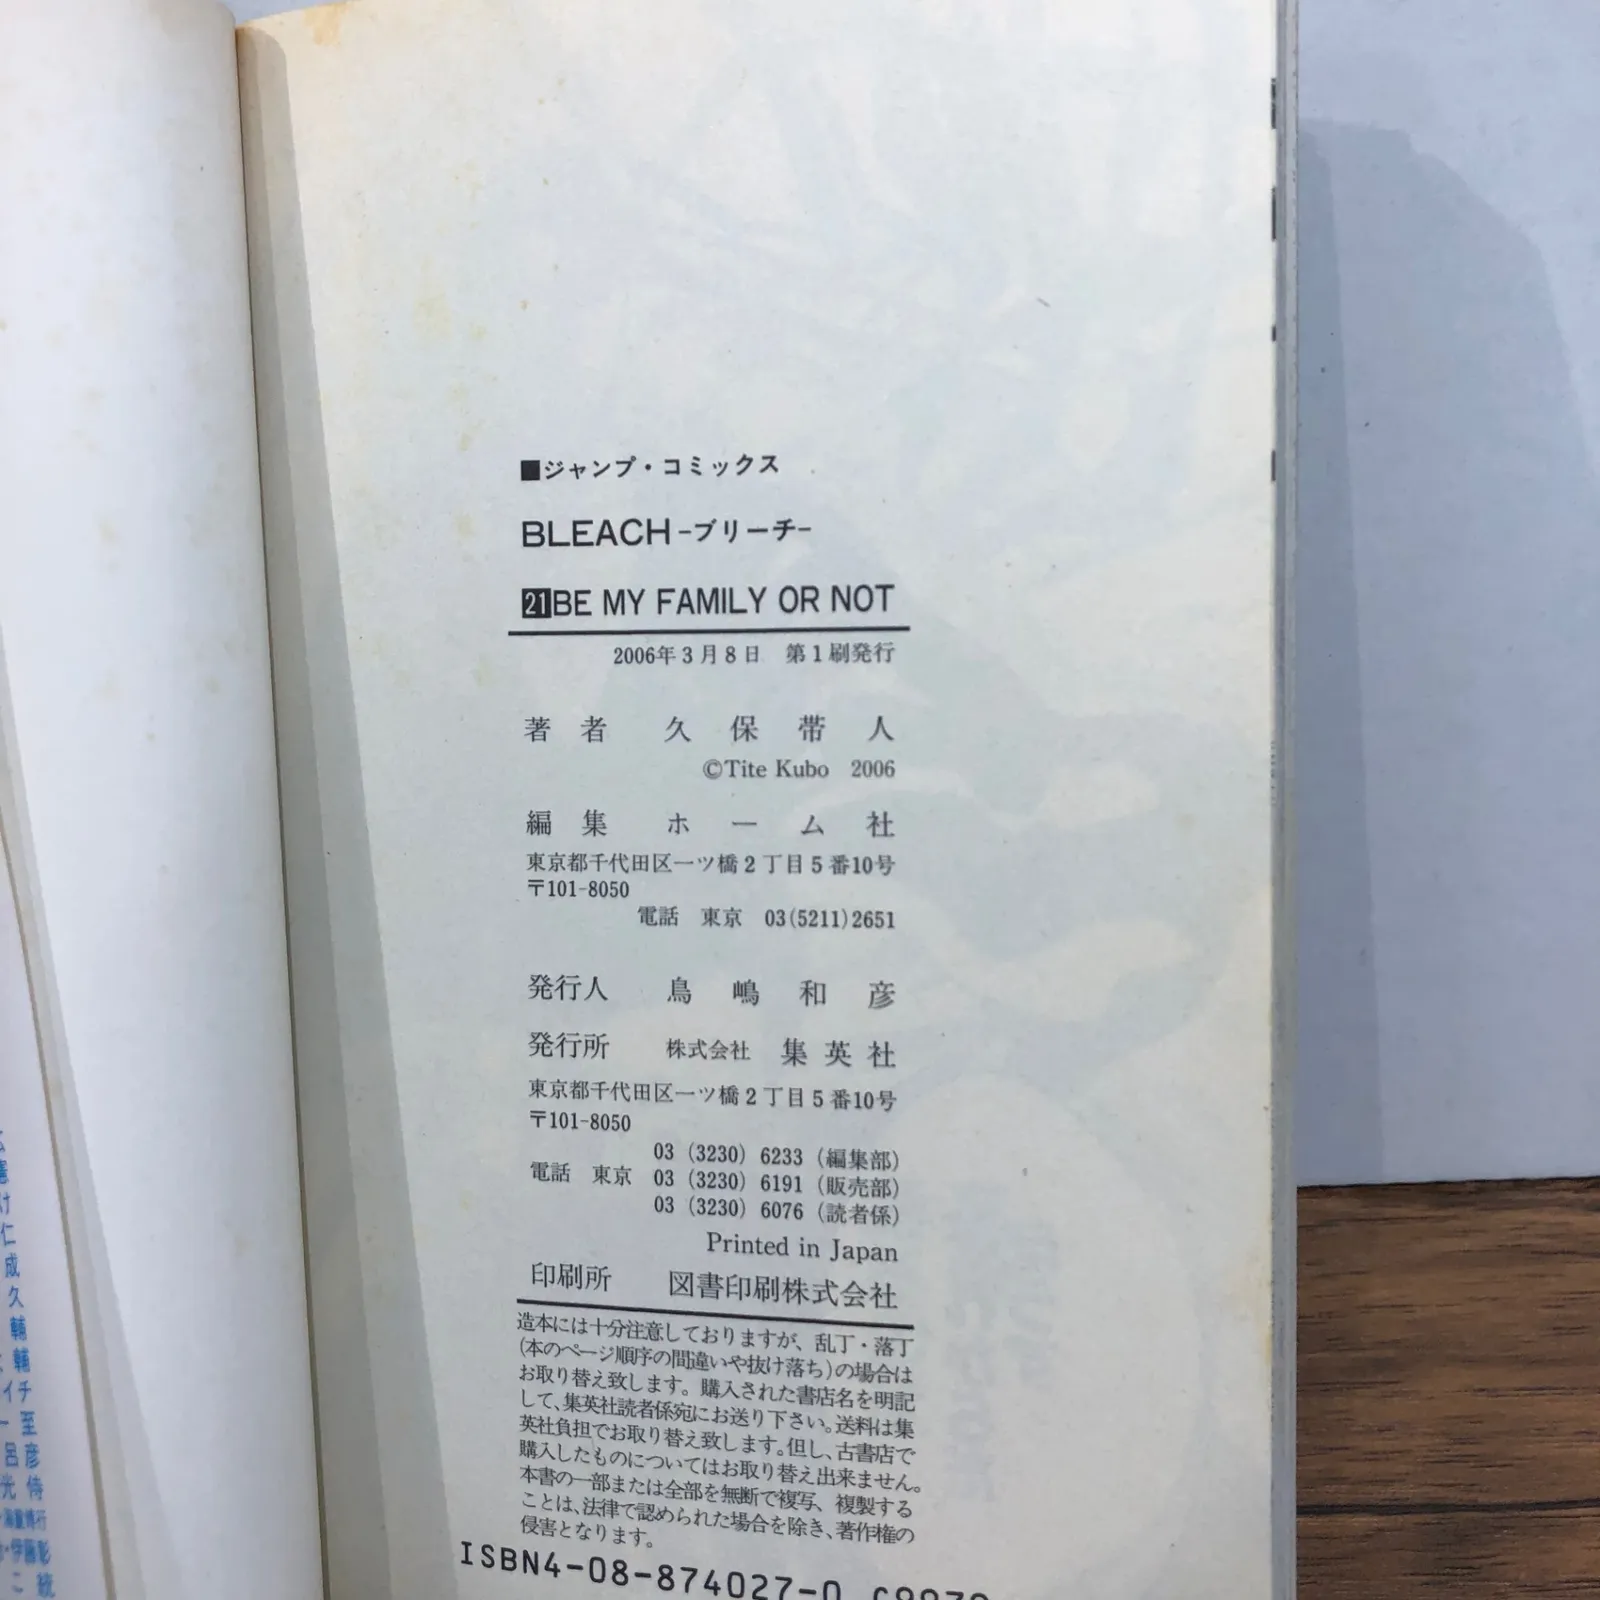 ■ジャンプ・コミックス
BLEACH-ブリーチ-
21 BE MY FAMILY OR NOT
2006年3月8日 第1刷発行
著者 久保帯人
©Tite Kubo 2006
編集 ホーム社
東京都千代田区一ツ橋2丁目5番10号
〒101-8050
電話 東京 03(5211)2651
発行人 鳥嶋和彦
発行所 株式会社 集英社
東京都千代田区一ツ橋2丁目5番10号
〒101-8050
03 (3230) 6233 (編集部)
電話 東京 03 (3230) 6191 (販売部)
03 (3230) 6076 (読者係)
Printed in Japan
印刷所 図書印刷株式会社
造本には十分注意しておりますが、乱丁・落丁
(本のページ順序の間違いや抜け落ち)の場合は
お取り替え致します。購入された書店名を明記
して、集英社読者係宛にお送り下さい。送料は集
英社負担でお取り替え致します。但し、古書店で
購入したものについてはお取り替え出来ません。
本書の一部または全部を無断で複写、複製する
ことは、法律で認められた場合を除き、著作権の
侵害となります。
ISBN4-08-874027-0
け
仁
成
久
輔
輔
イチ
一 至
呂彦
光 侍
こ 統